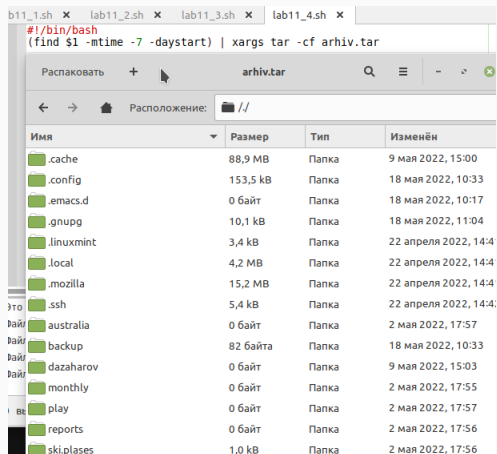 b11_1.sh × lab11_2.sh × lab11_3.sh × lab11_4.sh ×
#!/bin/bash
(find $1 -mtime -7 -daystart) | xargs tar -cf arhiv.tar
Распаковать + arhiv.tar
Расположение: /./
Имя Размер Тип Изменён
.cache 88,9 MB Папка 9 мая 2022, 15:00
.config 153,5 kB Папка 18 мая 2022, 10:33
.emacs.d 0 байт Папка 18 мая 2022, 10:17
.gnupg 10,1 kB Папка 18 мая 2022, 11:04
.linuxmint 3,4 kB Папка 22 апреля 2022, 14:4
.local 4,2 MB Папка 22 апреля 2022, 14:4
.mozilla 15,2 MB Папка 22 апреля 2022, 14:4
.ssh 5,4 kB Папка 22 апреля 2022, 14:4
Это
australia 0 байт Папка 2 мая 2022, 17:57
backup 82 байта Папка 18 мая 2022, 10:33
dazaharov 0 байт Папка 9 мая 2022, 15:03
monthly 0 байт Папка 2 мая 2022, 17:55
play 0 байт Папка 2 мая 2022, 17:57
reports 0 байт Папка 2 мая 2022, 17:56
ski.plases 1,0 kB Папка 2 мая 2022, 17:56